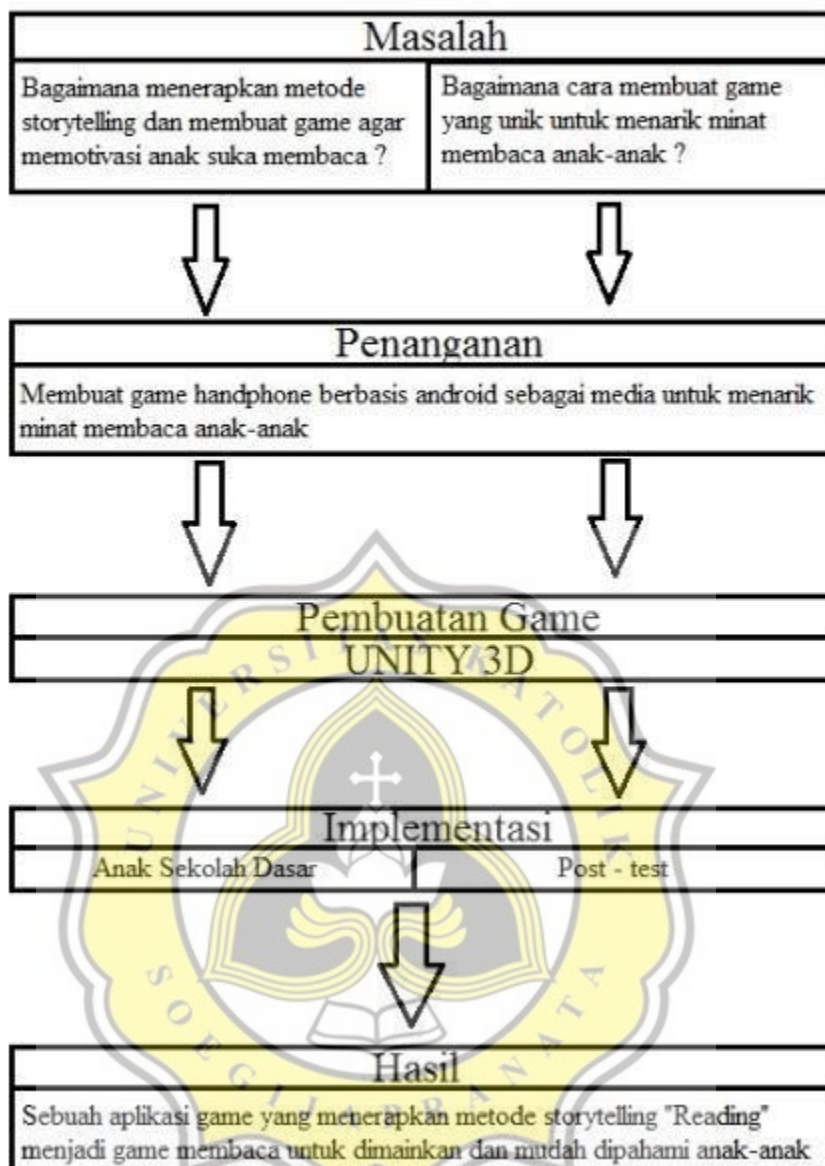 Masalah
Bagaimana menerapkan metode
storytelling dan membuat game agar
memotivasi anak suka membaca ?
Bagaimana cara membuat game
yang unik untuk menarik minat
membaca anak-anak ?
Penanganan
Membuat game handphone berbasis android sebagai media untuk menarik
minat membaca anak-anak
Pembuatan Game
UNITY 3D
Implementasi
Anak Sekolah Dasar
Post - test
Hasil
Sebuah aplikasi game yang menerapkan metode storytelling "Reading"
menjadi game membaca untuk dimainkan dan mudah dipahami anak-anak
UNIVERSITAS KATOLIK
SOEGIJAPRANATA